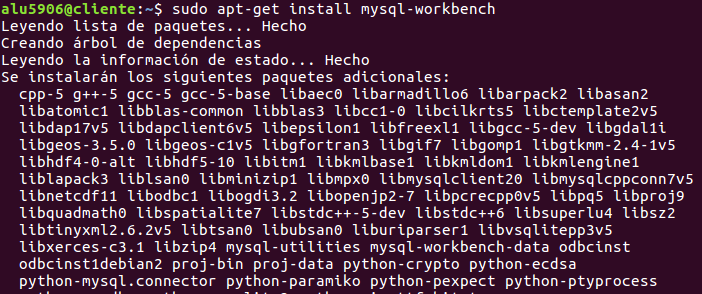 alu5906@cliente:~$ sudo apt-get install mysql-workbench
Leyendo lista de paquetes... Hecho
Creando árbol de dependencias
Leyendo la información de estado... Hecho
Se instalarán los siguientes paquetes adicionales:
cpp-5 g++-5 gcc-5 gcc-5-base libaec0 libarmadillo6 libarpack2 libasan2
libatomic1 libblas-common libblas3 libcc1-0 libcilkrts5 libctemplate2v5
libdap17v5 libdapclient6v5 libepsilon1 libfreexl1 libgcc-5-dev libgdal1i
libgeos-3.5.0 libgeos-c1v5 libgfortran3 libgif7 libgomp1 libgtkmm-2.4-1v5
libhdf4-0-alt libhdf5-10 libitm1 libkmlbase1 libkmldom1 libkmlengine1
liblapack3 liblsan0 libminizip1 libmpx0 libmysqlclient20 libmysqlcppconn7v5
libnetcdf11 libodbc1 libogdi3.2 libopenjp2-7 libpcrecpp0v5 libpq5 libproj9
libquadmath0 libspatialite7 libstdc++-5-dev libstdc++6 libsuperlu4 libsz2
libtinyxml2.6.2v5 libtsan0 libubsan0 liburiparser1 libvsqlitepp3v5
libxerces-c3.1 libzip4 mysql-utilities mysql-workbench-data odbcinst
odbcinst1debian2 proj-bin proj-data python-crypto python-ecdsa
python-mysql.connector python-paramiko python-pexpect python-ptyprocess